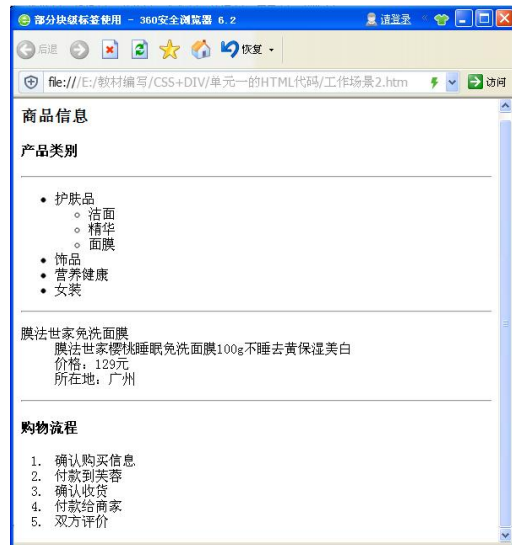 部分块级标签使用 - 360安全浏览器 6.2
请登录
后退
恢复
file:///E:/教材编写/CSS+DIV/单元一的HTML代码/工作场景2.htm
访问
商品信息
产品类别
护肤品
洁面
精华
面膜
饰品
营养健康
女装
膜法世家免洗面膜
膜法世家樱桃睡眠免洗面膜100g不睡去黄保湿美白
价格：129元
所在地：广州
购物流程
1. 确认购买信息
2. 付款到芙蓉
3. 确认收货
4. 付款给商家
5. 双方评价